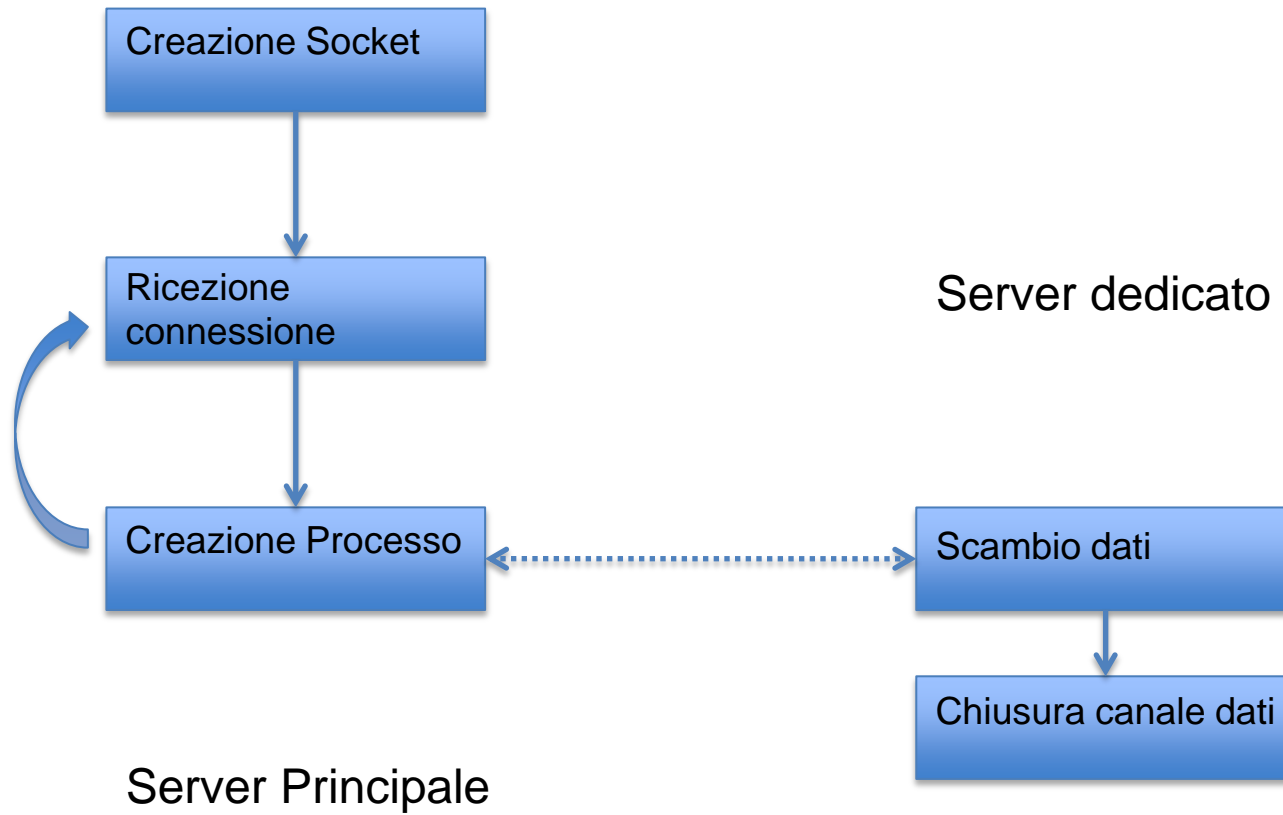 Creazione Socket
Ricezione
connessione
Server dedicato
Creazione Processo
Scambio dati
Chiusura canale dati
Server Principale